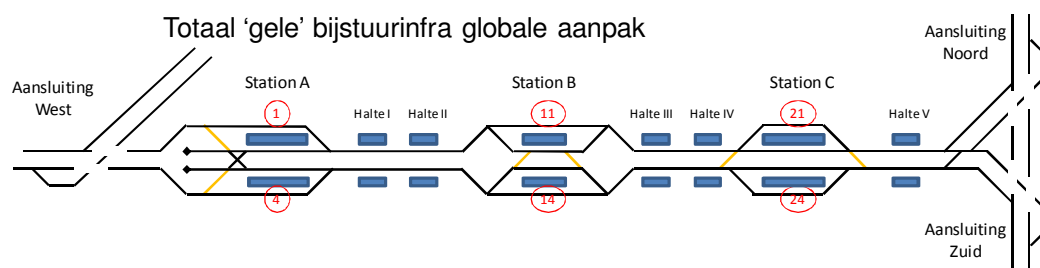 Totaal ‘gele’ bijstuurinfra globale aanpak
Aansluiting
Noord
Aansluiting
West
Station A
Station B
Station C
1
Halte I
Halte II
11
Halte III
Halte IV
21
Halte V
4
14
24
Aansluiting
Zuid